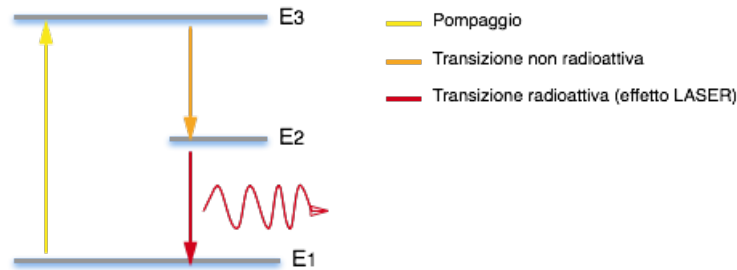 E3
Pompaggio
Transizione non radioattiva
Transizione radioattiva (effetto LASER)
E2
E1